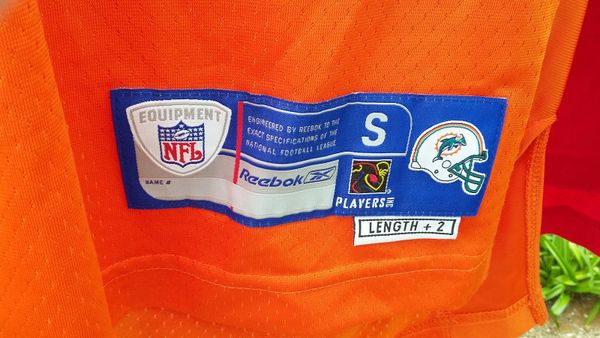 EQUIPMENT
NFL
NAME #
ENGINEERED BY REEBOK TO THE
EXACT SPECIFICATIONS OF THE
NATIONAL FOOTBALL LEAGUE
Reebok
S
PLAYERS INC
LENGTH + 2